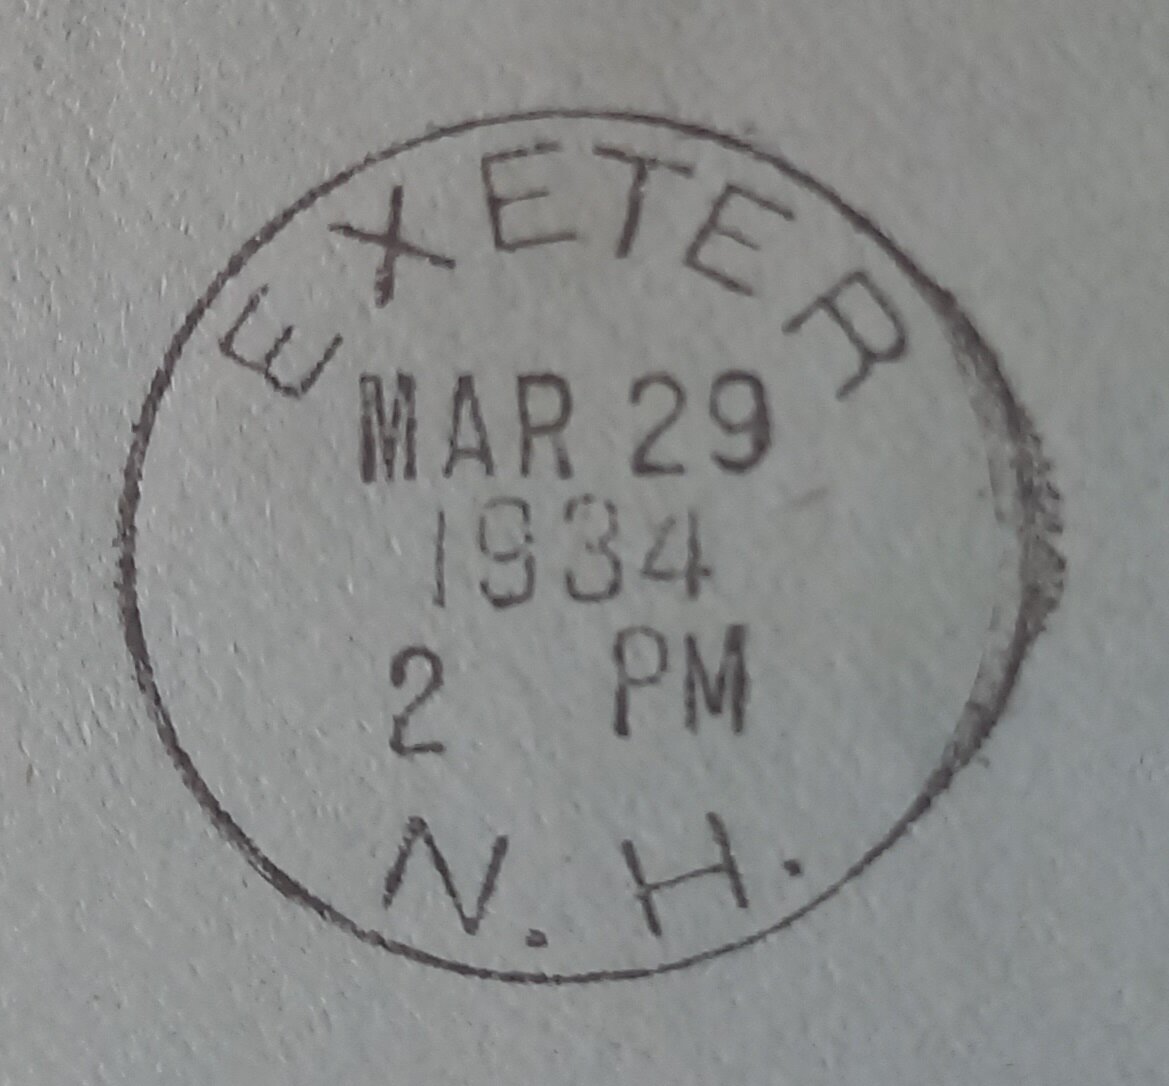 EXETER
MAR 29
1934
2 PM
N.H.